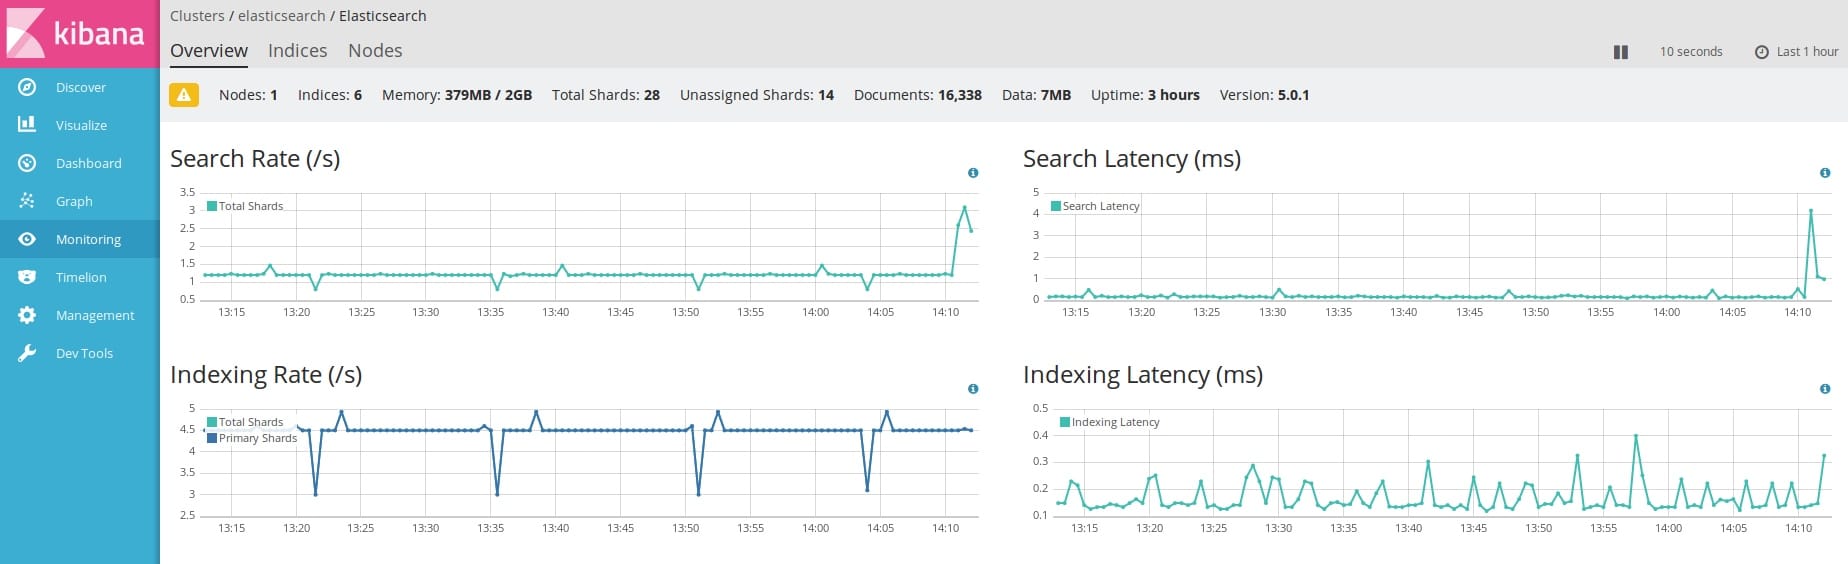 kibana
Discover
Visualize
Dashboard
Graph
Monitoring
Timelion
Management
Dev Tools
Clusters / elasticsearch / Elasticsearch
Overview Indices Nodes
10 seconds Last 1 hour
Nodes: 1 Indices: 6 Memory: 379MB / 2GB Total Shards: 28 Unassigned Shards: 14 Documents: 16,338 Data: 7MB Uptime: 3 hours Version: 5.0.1
Search Rate (/s)
3.5
3
2.5
2
1.5
1
0.5
Total Shards
13:15 13:20 13:25 13:30 13:35 13:40 13:45 13:50 13:55 14:00 14:05 14:10
Search Latency (ms)
5
4
3
2
1
0
Search Latency
13:15 13:20 13:25 13:30 13:35 13:40 13:45 13:50 13:55 14:00 14:05 14:10
Indexing Rate (/s)
5
4.5
4
3.5
3
2.5
Total Shards
Primary Shards
13:15 13:20 13:25 13:30 13:35 13:40 13:45 13:50 13:55 14:00 14:05 14:10
Indexing Latency (ms)
0.5
0.4
0.3
0.2
0.1
Indexing Latency
13:15 13:20 13:25 13:30 13:35 13:40 13:45 13:50 13:55 14:00 14:05 14:10